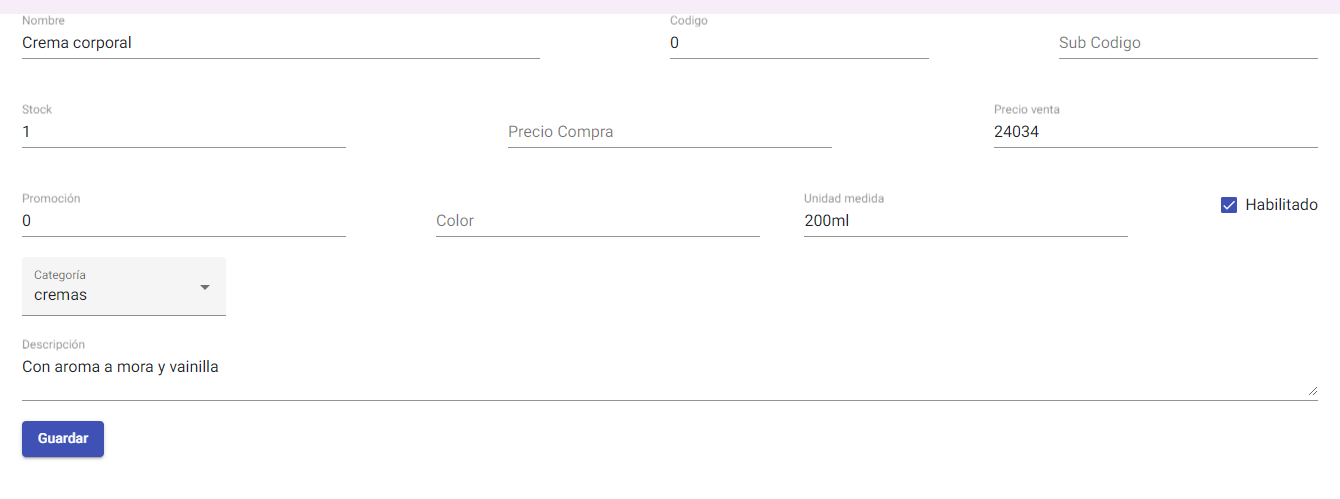 Nombre
Codigo
Crema corporal
0
Sub Codigo
Stock
Precio venta
1
Precio Compra
24034
Promoción
Unidad medida
Habilitado
0
Color
200ml
Categoría
cremas
Descripción
Con aroma a mora y vainilla
Guardar